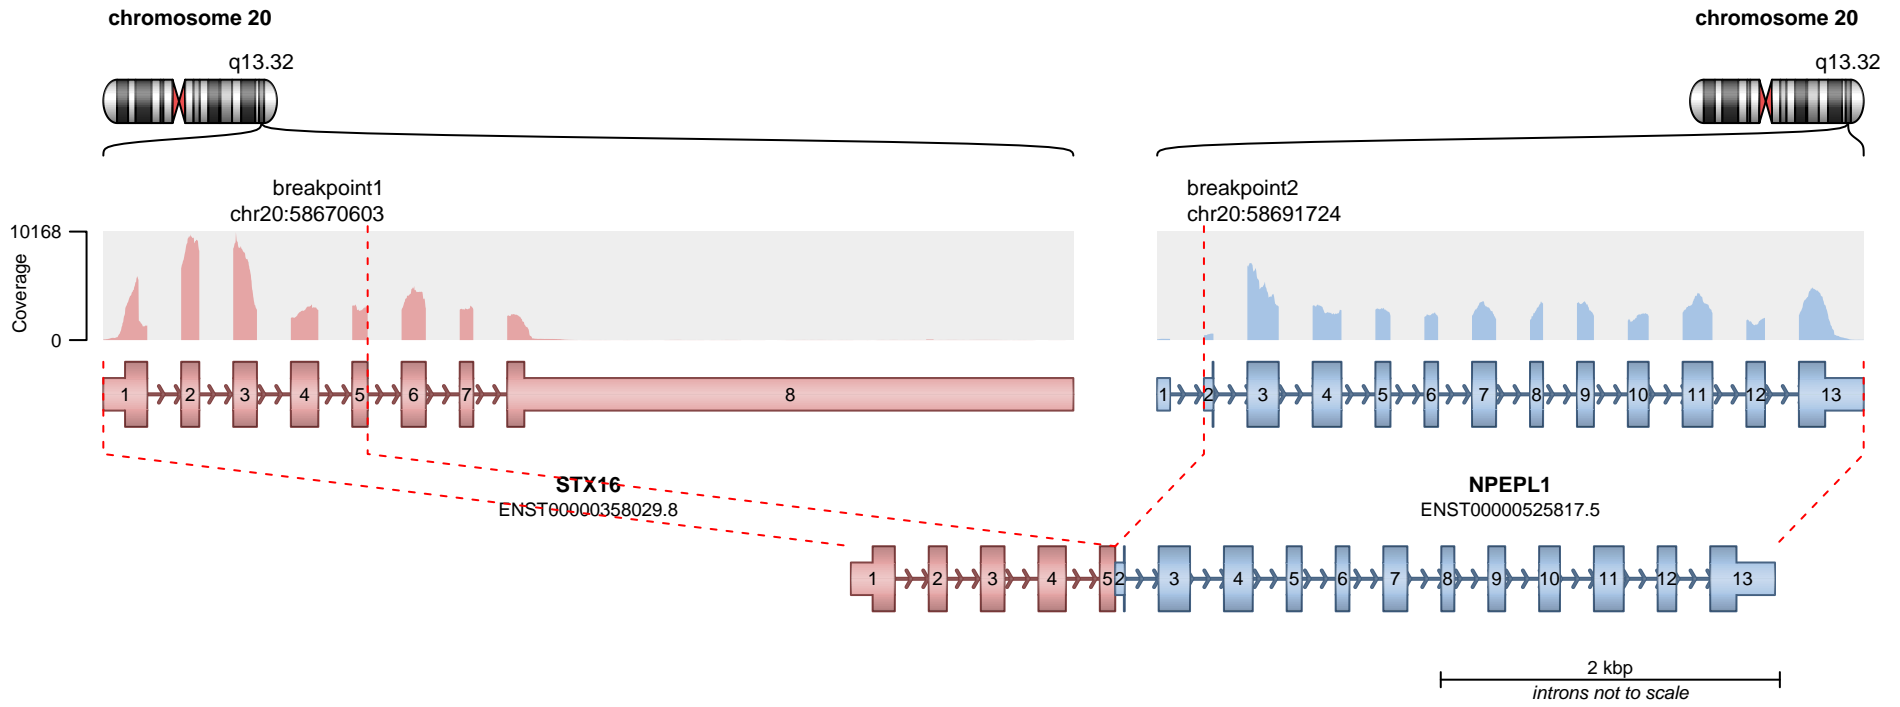 chromosome 20
chromosome 20
q13.32
q13.32
breakpoint1
chr20:58670603
breakpoint2
chr20:58691724
10168
Coverage
0
1 2 3 4 5 6 7 8
1 2 3 4 5 6 7 8 9 10 11 12 13
STX16
ENST00000358029.8
NPEPL1
ENST00000525817.5
1 2 3 4 5 2 3 4 5 6 7 8 9 10 11 12 13
2 kbp
introns not to scale